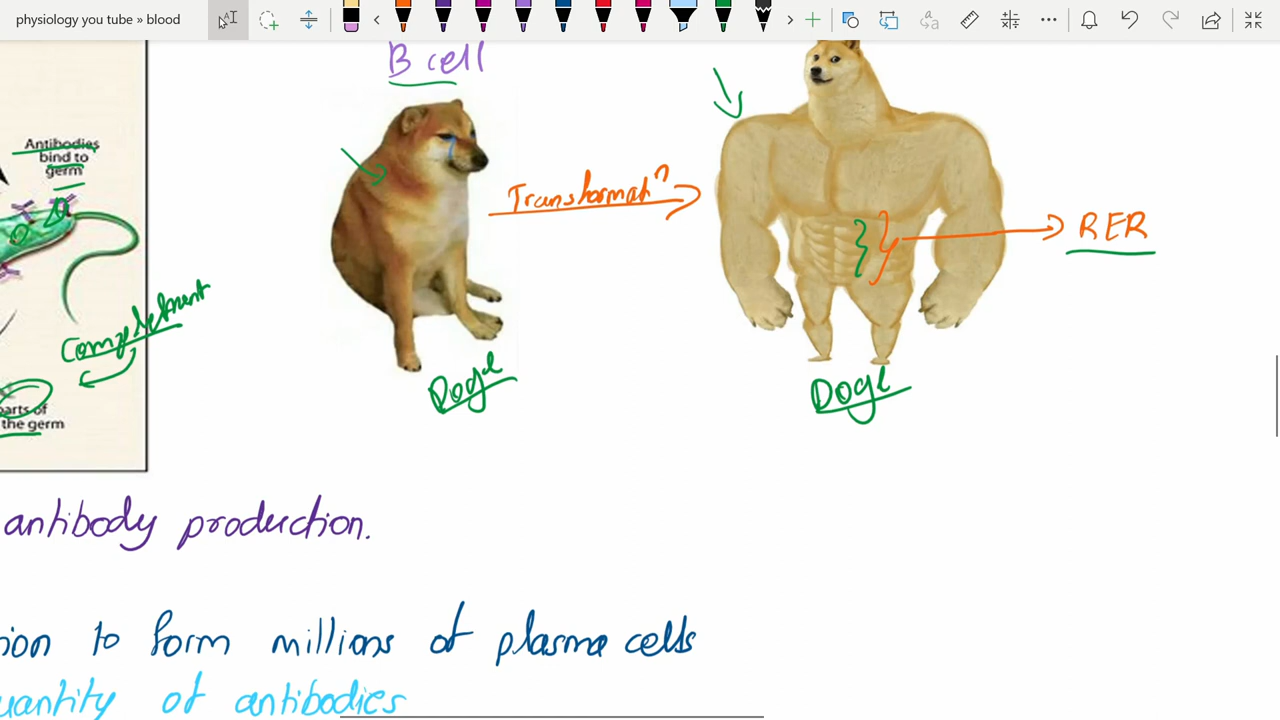 physiology you tube » blood
B cell
Antibodies
bind to
germ
Transformatⁿ
RER
Complement
Doge
Doge
parts of
the germ
antibody production.
ion to form millions of plasma cells
uantity of antibodies